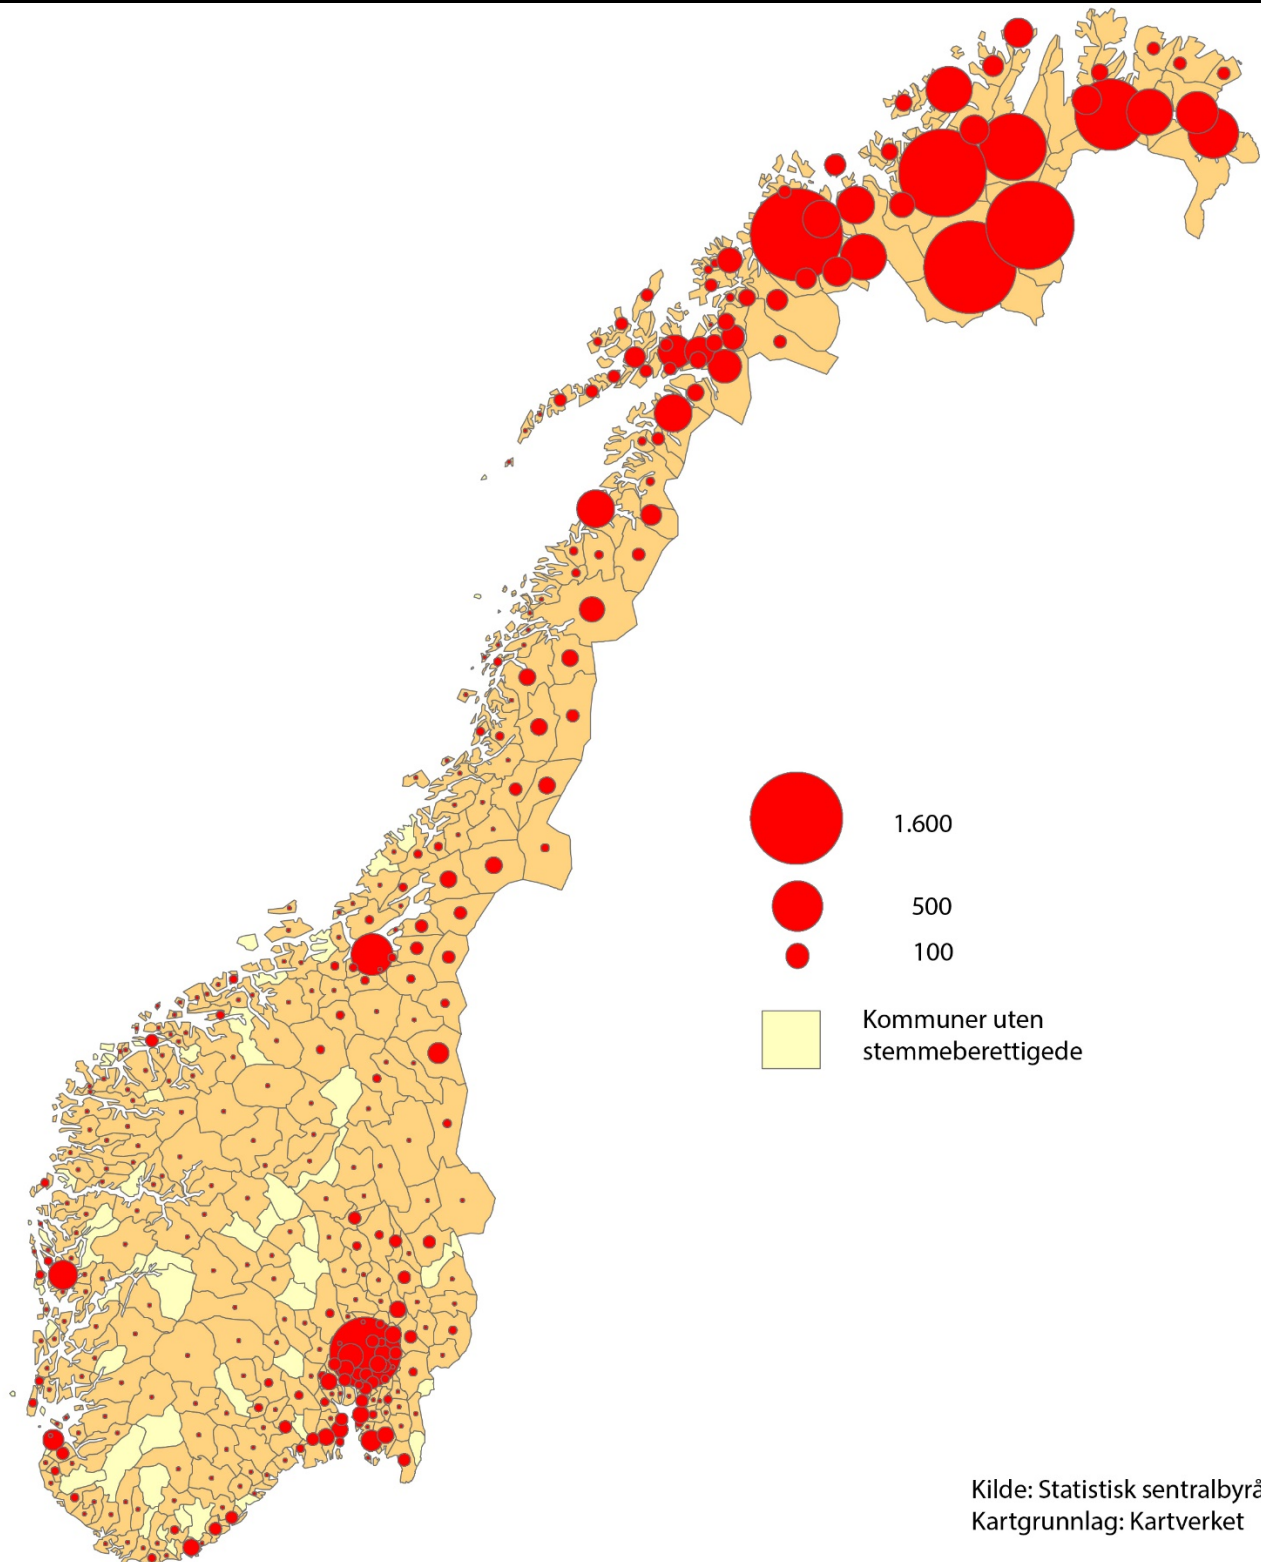 1.600
500
100
Kommuner uten
stemmeberettigede
Kilde: Statistisk sentralbyrå
Kartgrunnlag: Kartverket